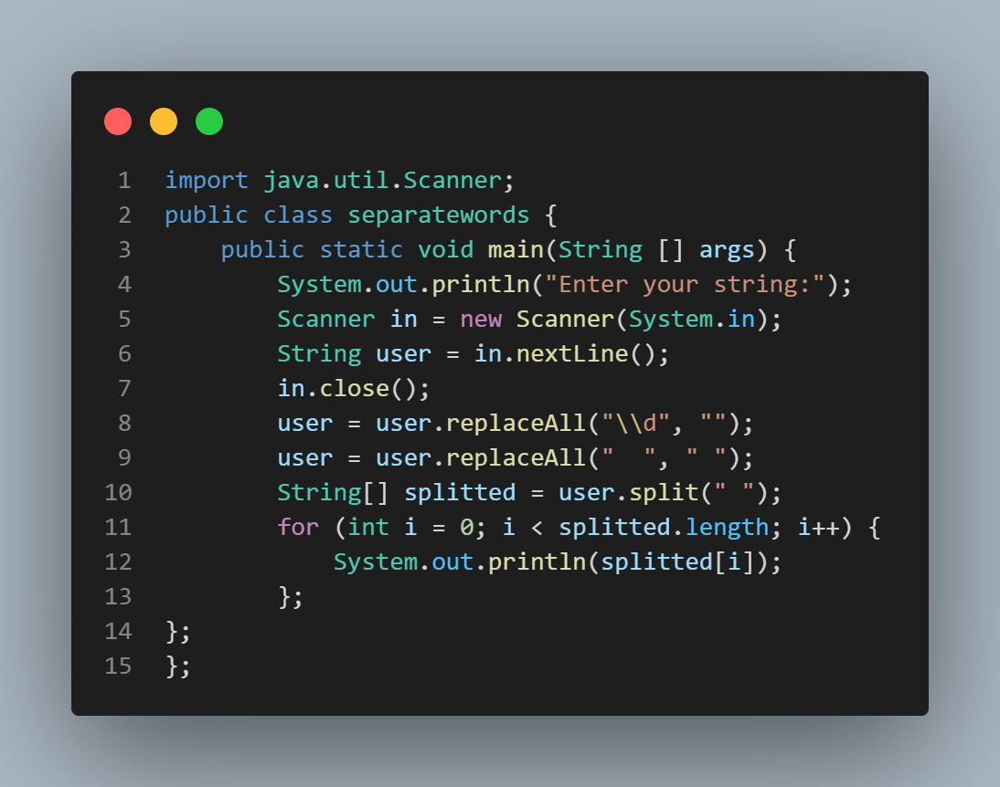 1 import java.util.Scanner;
2 public class separatewords {
3     public static void main(String [] args) {
4         System.out.println("Enter your string:");
5         Scanner in = new Scanner(System.in);
6         String user = in.nextLine();
7         in.close();
8         user = user.replaceAll("\\d", "");
9         user = user.replaceAll("  ", " ");
10         String[] splitted = user.split(" ");
11         for (int i = 0; i < splitted.length; i++) {
12             System.out.println(splitted[i]);
13         };
14 };
15 };